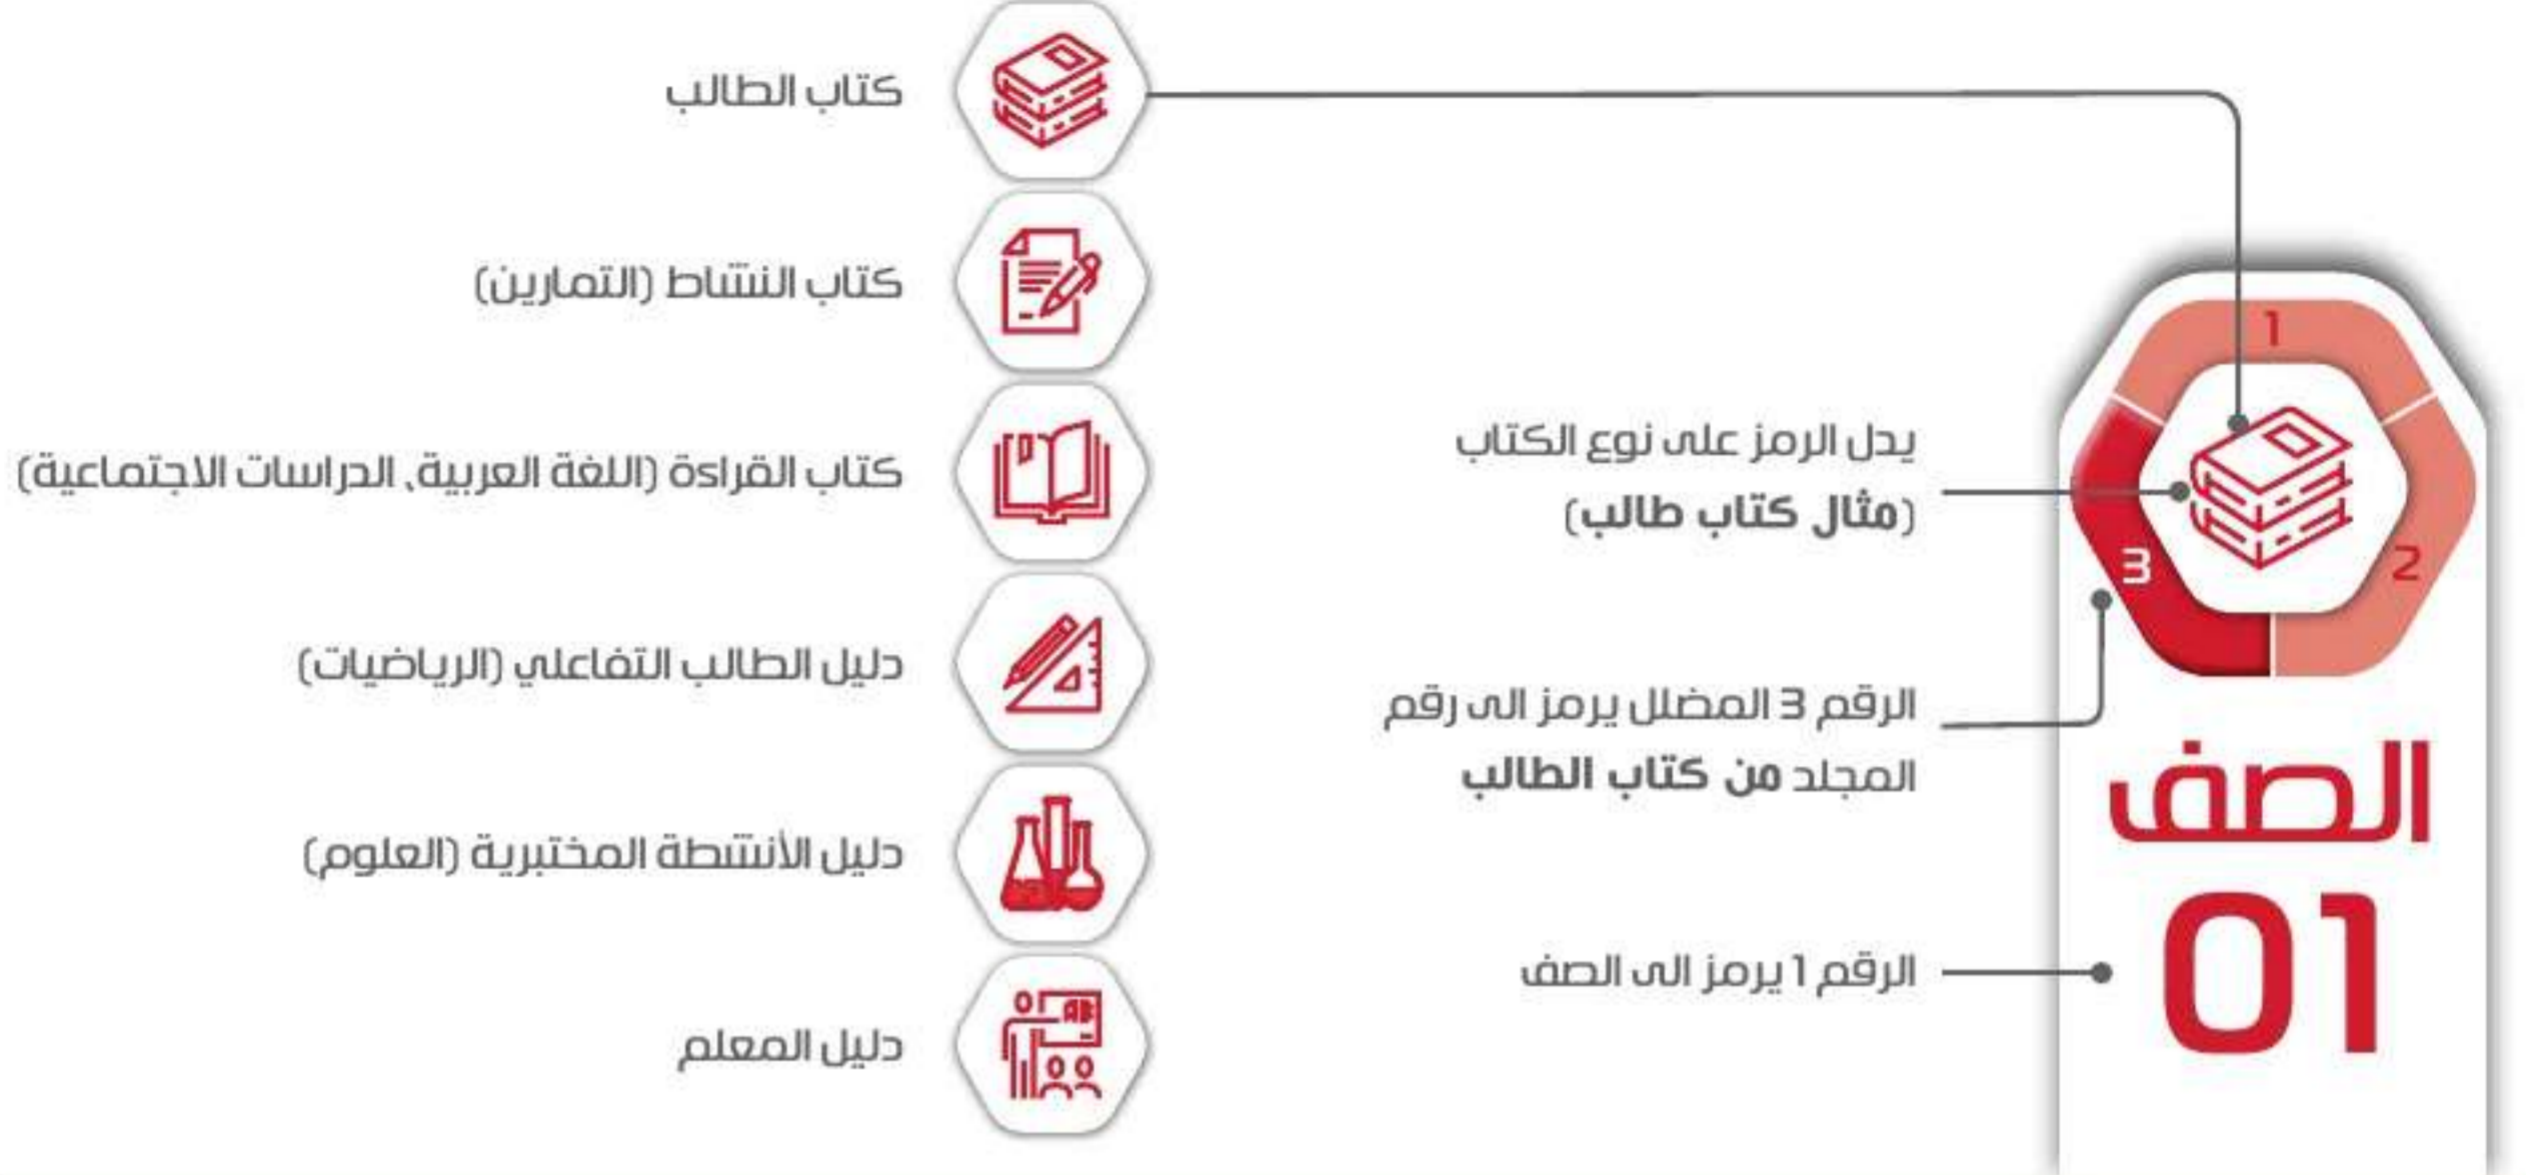 1
2
3
الصف
01
يدل الرمز على نوع الكتاب
(مثال كتاب طالب)
الرقم 3 المضلل يرمز الى رقم
المجلد من كتاب الطالب
الرقم 1 يرمز الى الصف
كتاب الطالب
كتاب النشاط (التمارين)
كتاب القراءة (اللغة العربية، الدراسات الاجتماعية)
دليل الطالب التفاعلي (الرياضيات)
دليل الأنشطة المختبرية (العلوم)
دليل المعلم